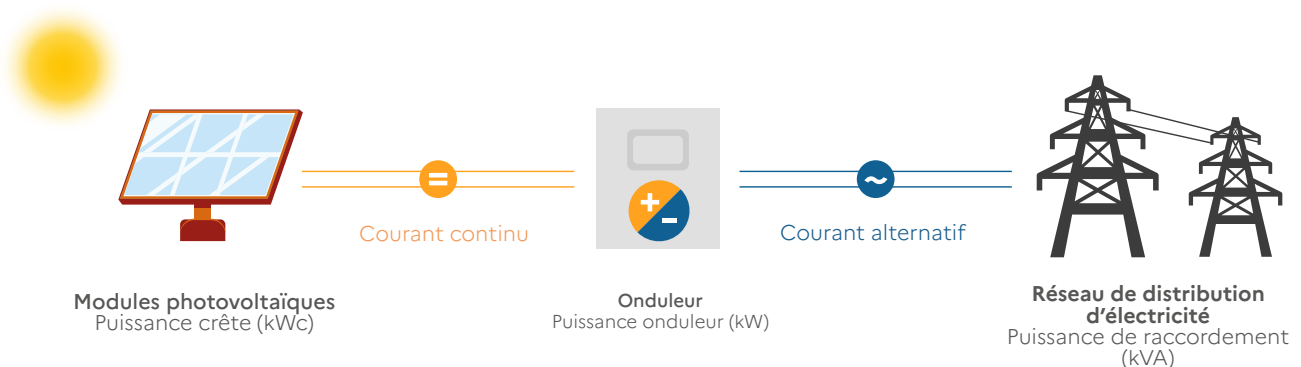 Courant continu
Courant alternatif
Modules photovoltaïques
Puissance crête (kWc)
Onduleur
Puissance onduleur (kW)
Réseau de distribution
d’électricité
Puissance de raccordement
(kVA)